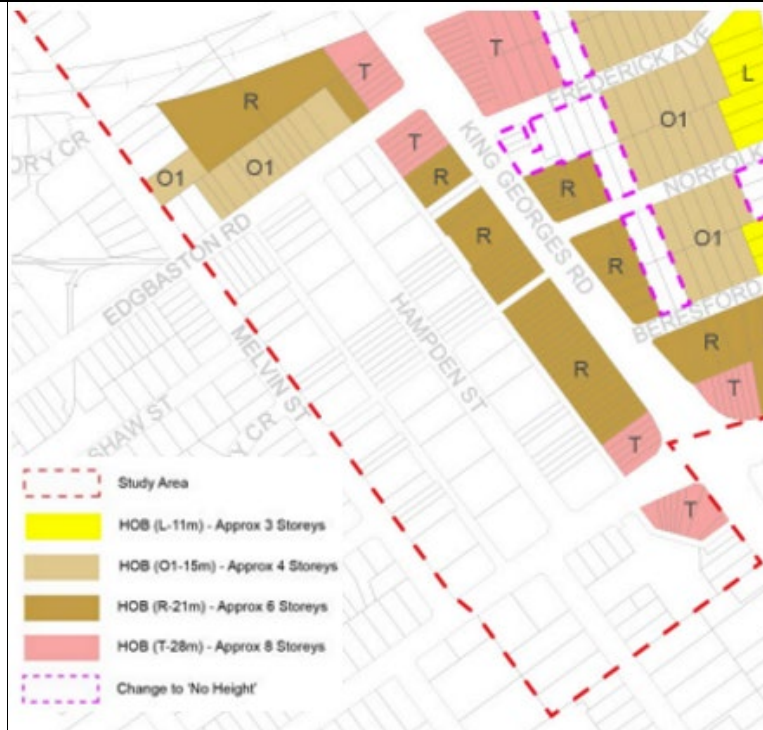 T
T
FREDERICK AVE
L
R
O1
T
KING GEORGES RD
DRY CR
O1
O1
R
R
NORFOLK
R
O1
EDGBASTON RD
R
BERESFORD
HAMPDEN ST
R
MELVIN ST
R
T
SHAW ST
Y CR
T
T
Study Area
HOB (L-11m) - Approx 3 Storeys
HOB (O1-15m) - Approx 4 Storeys
HOB (R-21m) - Approx 6 Storeys
HOB (T-28m) - Approx 8 Storeys
Change to 'No Height'